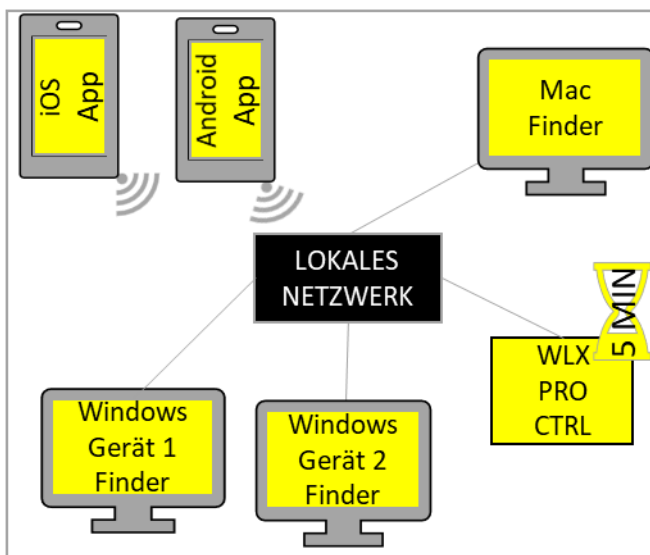 iOS
App
Android
App
Mac
Finder
LOKALES
NETZWERK
5 MIN
WLX
PRO
CTRL
Windows
Gerät 1
Finder
Windows
Gerät 2
Finder